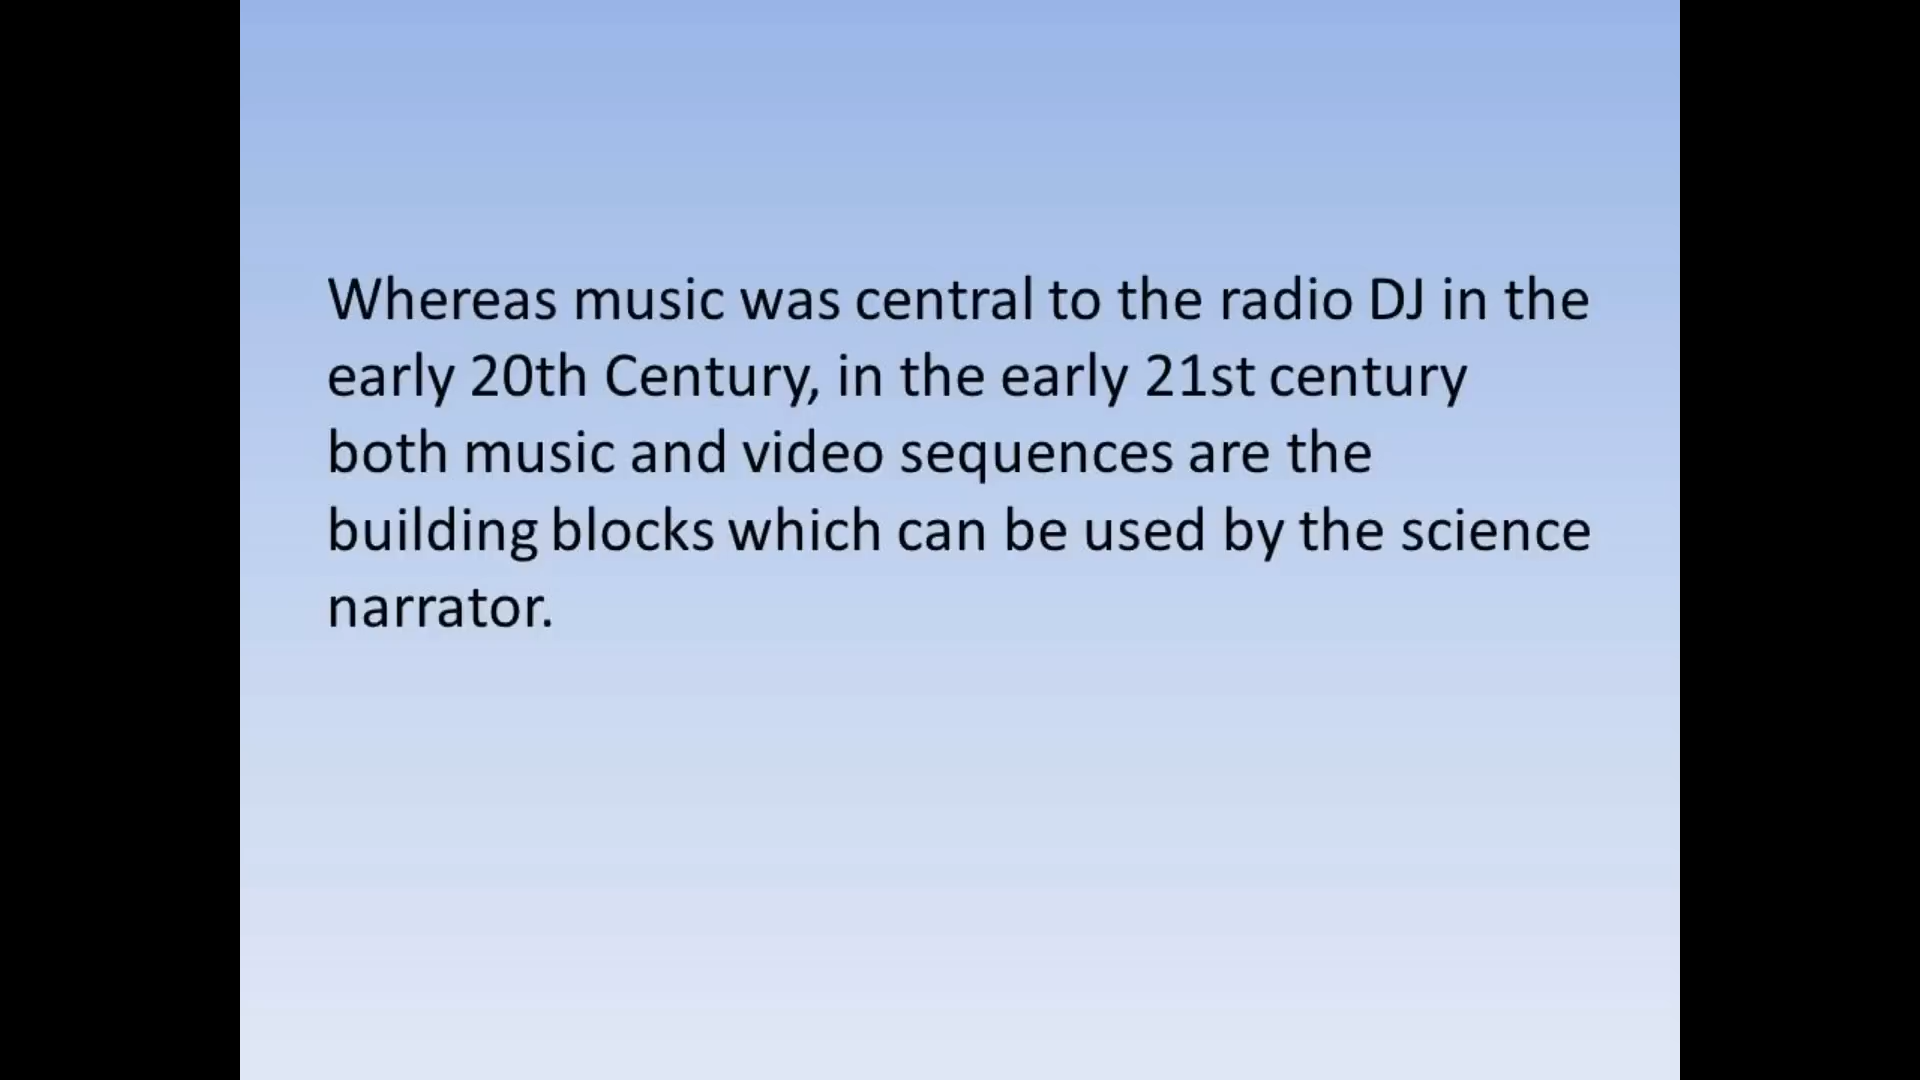 Whereas music was central to the radio DJ in the
early 20th Century, in the early 21st century
both music and video sequences are the
building blocks which can be used by the science
narrator.